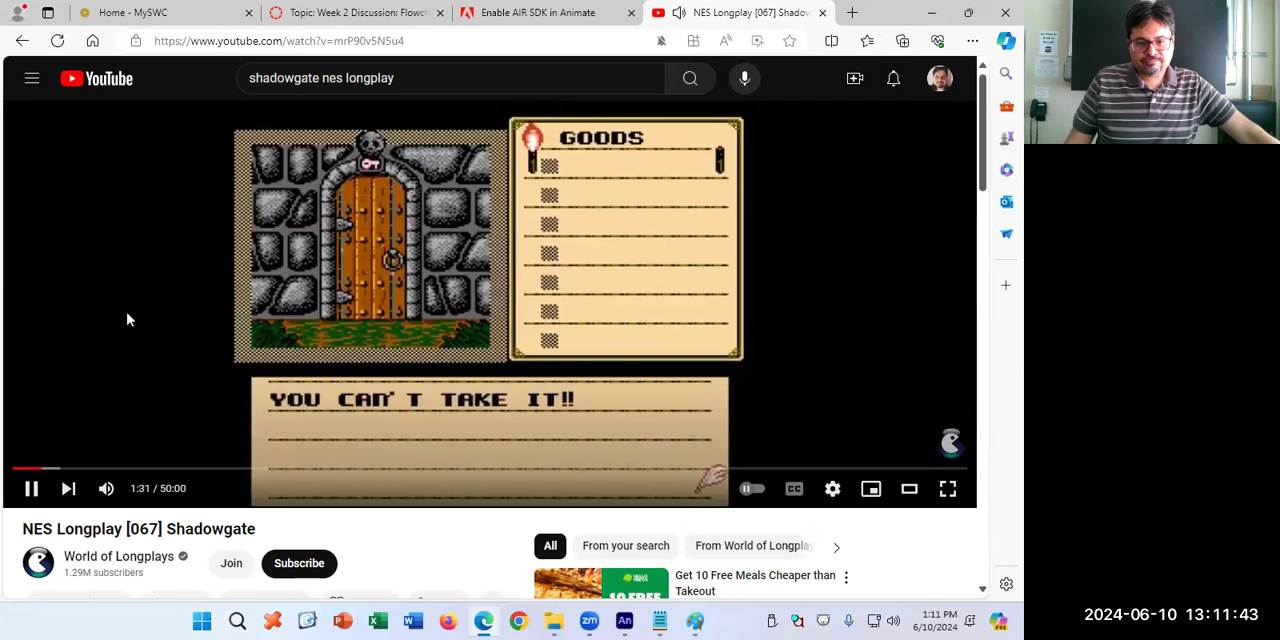 Home - MySWC
Topic: Week 2 Discussion: Flowch
Enable AIR SDK in Animate
NES Longplay [067] Shadow
https://www.youtube.com/watch?v=mrP90v5N5u4
YouTube
shadowgate nes longplay
GOODS
YOU CAN'T TAKE IT!!
1:31 / 50:00
CC
NES Longplay [067] Shadowgate
World of Longplays
1.29M subscribers
Join
Subscribe
All
From your search
From World of Longplay
Get 10 Free Meals Cheaper than
Takeout
1:11 PM
6/10/2024
2024-06-10 13:11:43